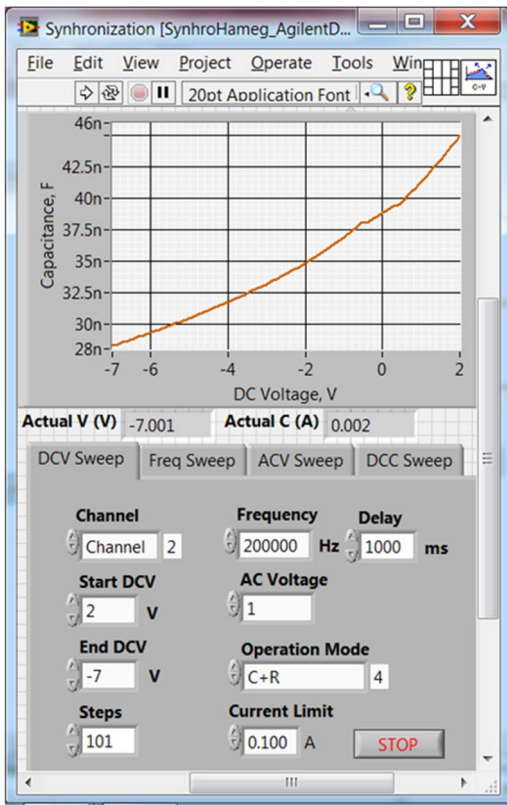 Synhronization [SynhroHameg_AgilentD...
File Edit View Project Operate Tools Win
20pt Application Font
C-V
46n
42.5n
40n
37.5n
35n
32.5n
30n
28n
Capacitance, F
-7 -6 -4 -2 0 2
DC Voltage, V
Actual V (V) -7.001 Actual C (A) 0.002
DCV Sweep Freq Sweep ACV Sweep DCC Sweep
Channel Frequency Delay
Channel 2 200000 Hz 1000 ms
Start DCV AC Voltage
2 V 1
End DCV Operation Mode
-7 V C+R 4
Steps Current Limit
101 0.100 A STOP